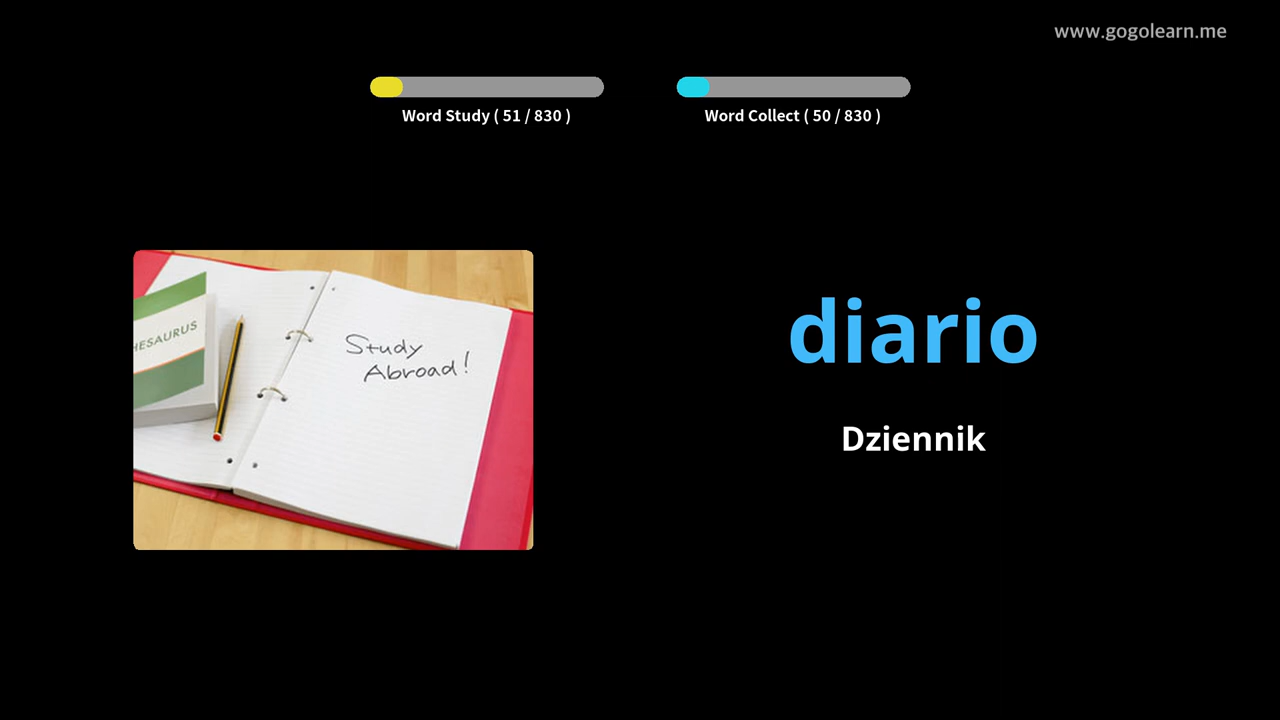 www.gogolearn.me
Word Study ( 51 / 830 )
Word Collect ( 50 / 830 )
HESAURUS
Study
Abroad!
diario
Dziennik